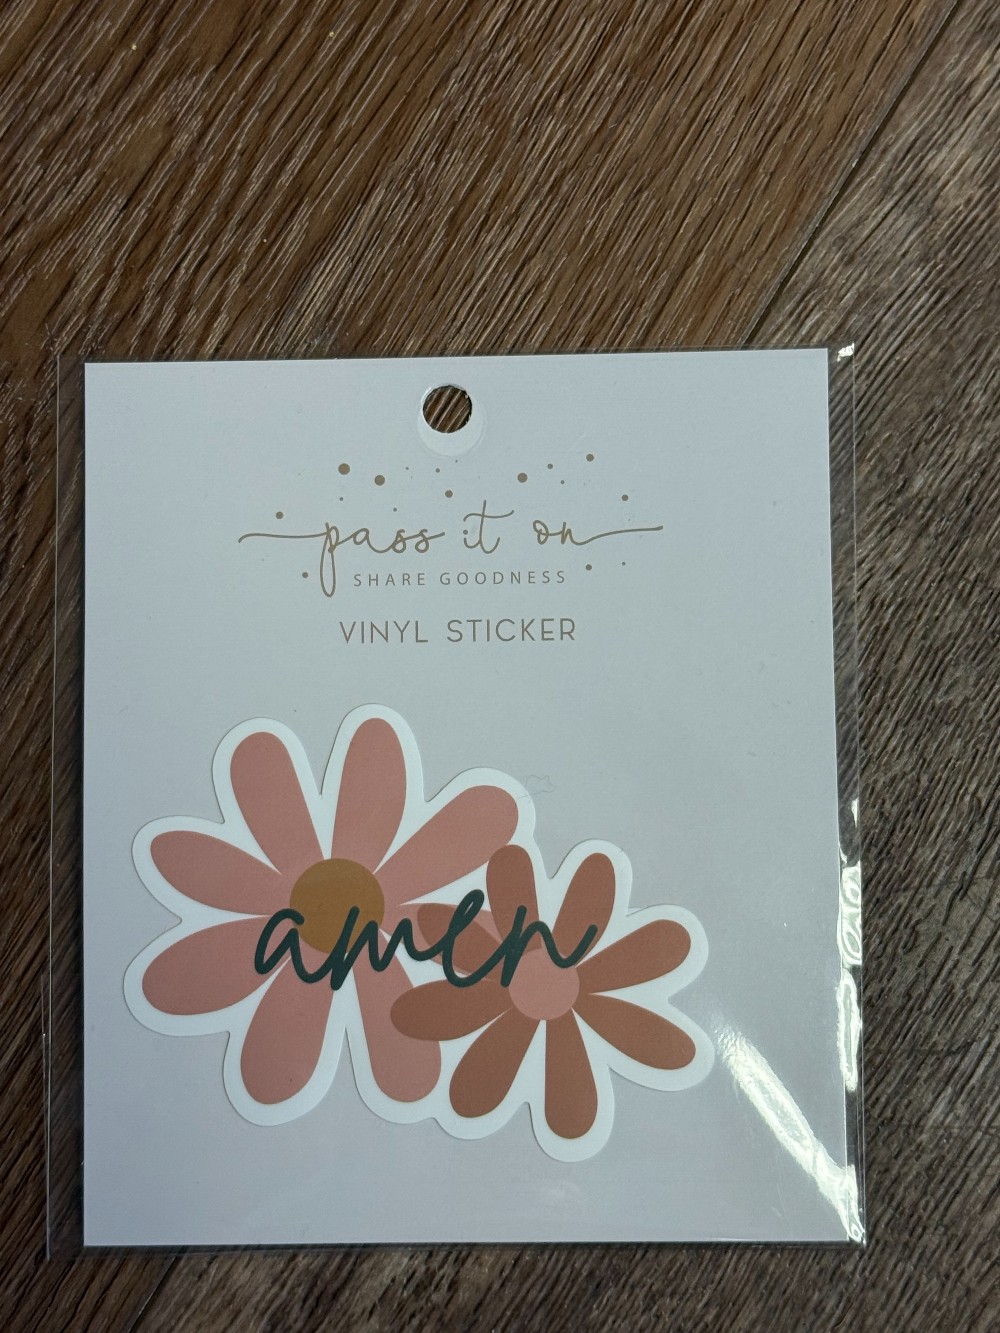 pass it on
SHARE GOODNESS
VINYL STICKER
amen